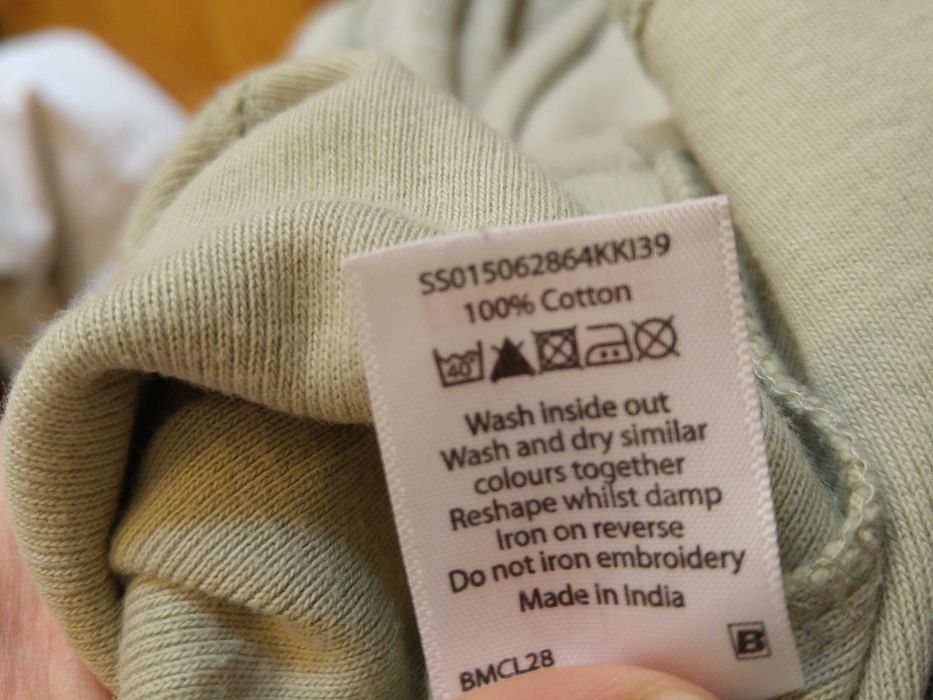 SS015062864KKI39
100% Cotton
40°
Wash inside out
Wash and dry similar
colours together
Reshape whilst damp
Iron on reverse
Do not iron embroidery
Made in India
B
BMCL28